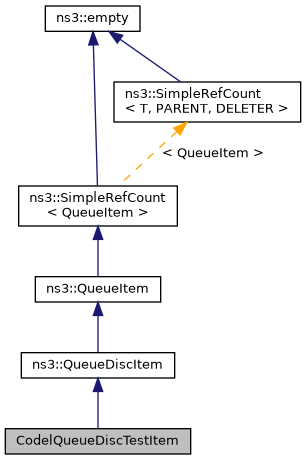 ns3::empty
ns3::SimpleRefCount
< T, PARENT, DELETER >
< QueueItem >
ns3::SimpleRefCount
< QueueItem >
ns3::QueueItem
ns3::QueueDiscItem
CodelQueueDiscTestItem